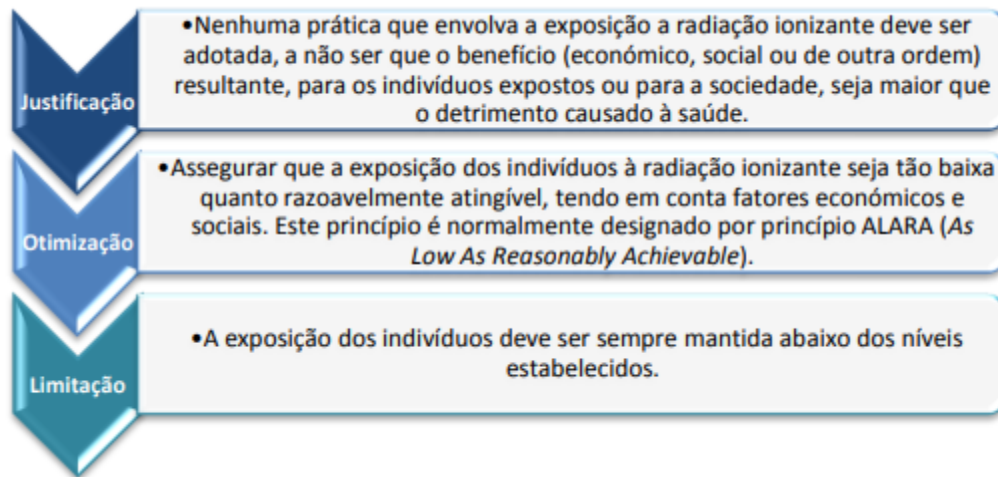 Justificação
•Nenhuma prática que envolva a exposição a radiação ionizante deve ser
adotada, a não ser que o benefício (económico, social ou de outra ordem)
resultante, para os indivíduos expostos ou para a sociedade, seja maior que
o detrimento causado à saúde.
Otimização
•Assegurar que a exposição dos indivíduos à radiação ionizante seja tão baixa
quanto razoavelmente atingível, tendo em conta fatores económicos e
sociais. Este princípio é normalmente designado por princípio ALARA (As
Low As Reasonably Achievable).
Limitação
•A exposição dos indivíduos deve ser sempre mantida abaixo dos níveis
estabelecidos.